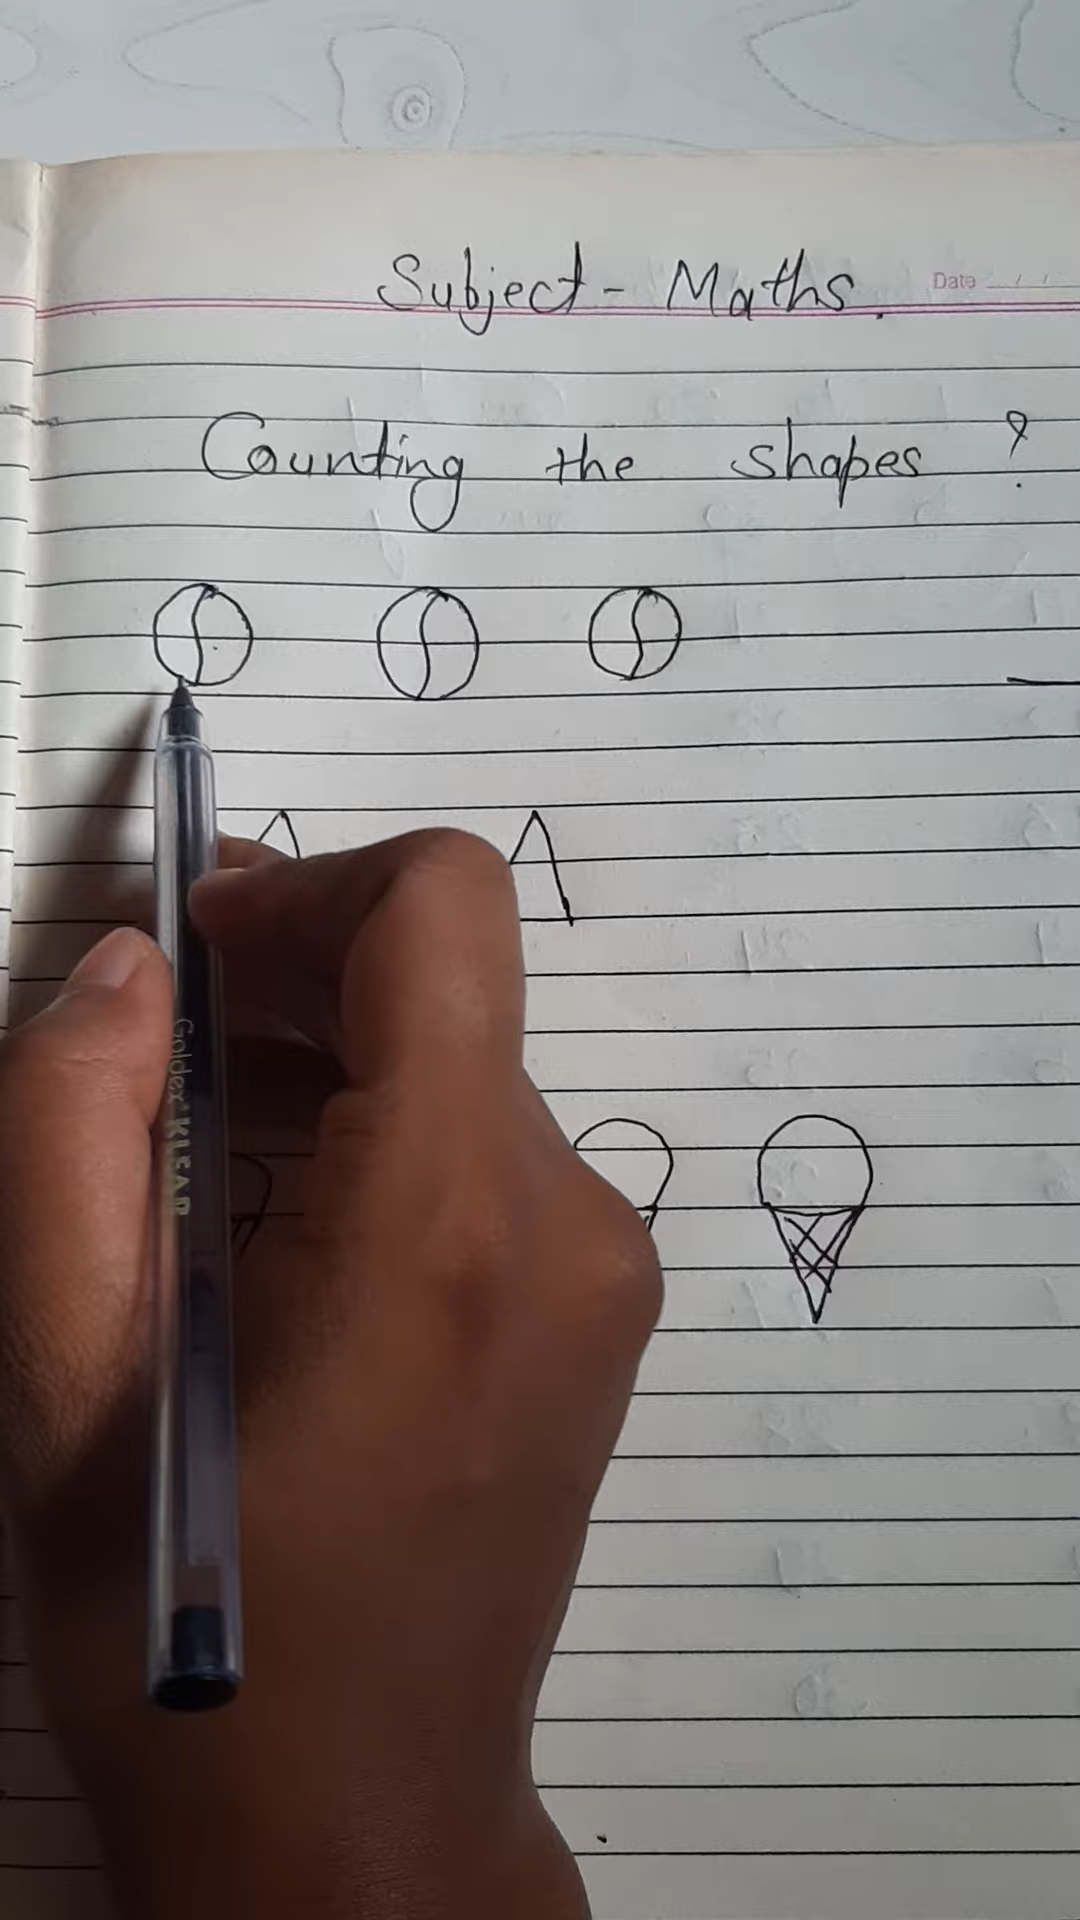 Subject - Maths.
Date / /
Counting the shapes ?
Goldex KLEAR